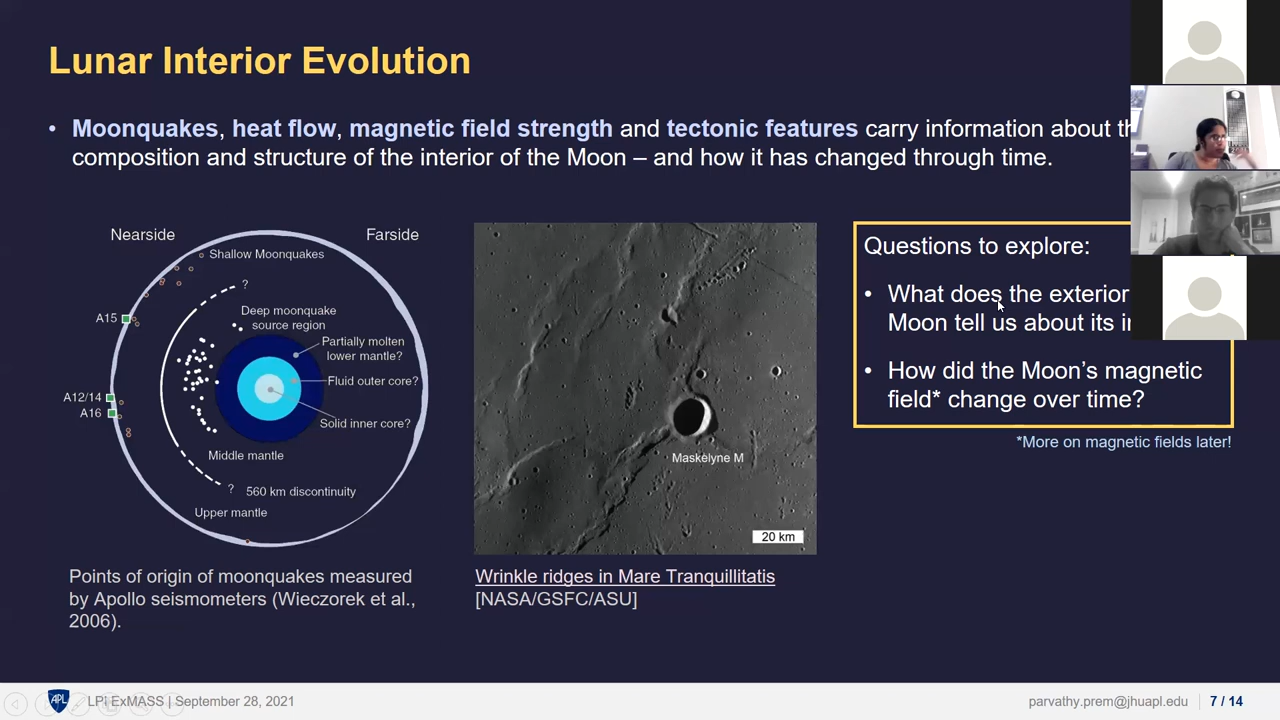 Lunar Interior Evolution
• Moonquakes, heat flow, magnetic field strength and tectonic features carry information about
composition and structure of the interior of the Moon – and how it has changed through time.
Nearside
Farside
Shallow Moonquakes
?
Deep moonquake
source region
A15
Partially molten
lower mantle?
Fluid outer core?
A12/14
A16
Solid inner core?
Middle mantle
?
560 km discontinuity
Upper mantle
Points of origin of moonquakes measured
by Apollo seismometers (Wieczorek et al.,
2006).
Maskelyne M
20 km
Wrinkle ridges in Mare Tranquillitatis
[NASA/GSFC/ASU]
Questions to explore:
• What does the exterior
Moon tell us about its
• How did the Moon's magnetic
field* change over time?
*More on magnetic fields later!
APL
LPI ExMASS | September 28, 2021
parvathy.prem@jhuapl.edu
7 / 14